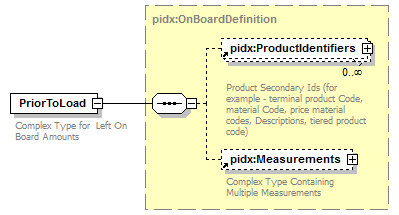 pidx:OnBoardDefinition
pidx:ProductIdentifiers
0..∞
Product Secondary Ids (for
example - terminal product Code,
material Code, price material
codes, Descriptions, tiered product
code)
PriorToLoad
Complex Type for Left On
Board Amounts
pidx:Measurements
Complex Type Containing
Multiple Measurements